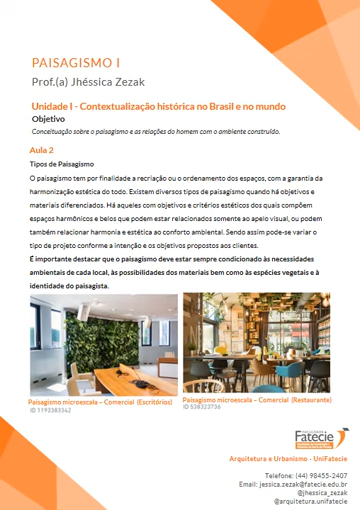 PAISAGISMO I
Prof.(a) Jhéssica Zezak
Unidade I - Contextualização histórica no Brasil e no mundo
Objetivo
Conceituação sobre o paisagismo e as relações do homem com o ambiente construído.
Aula 2
Tipos de Paisagismo
O paisagismo tem por finalidade a recriação ou o ordenamento dos espaços, com a garantia da
harmonização estética do todo. Existem diversos tipos de paisagismo quando há objetivos e
materiais diferenciados. Há aqueles com objetivos e critérios estéticos dos quais compõem
espaços harmônicos e belos que podem estar relacionados somente ao apelo visual, ou podem
também relacionar harmonia e estética ao conforto ambiental. Sendo assim pode-se variar o
tipo de projeto conforme a intenção e os objetivos propostos aos clientes.
É importante destacar que o paisagismo deve estar sempre condicionado às necessidades
ambientais de cada local, às possibilidades dos materiais bem como às espécies vegetais e à
identidade do paisagista.
Paisagismo microescala – Comercial (Escritórios)
ID 1193383342
Paisagismo microescala – Comercial (Restaurante)
ID 538323736
Fatecie
Arquitetura e Urbanismo - UniFatecie
Telefone: (44) 98455-2407
Email: jessica.zezak@fatecie.edu.br
@jhessica_zezak
@arquitetura.unifatecie